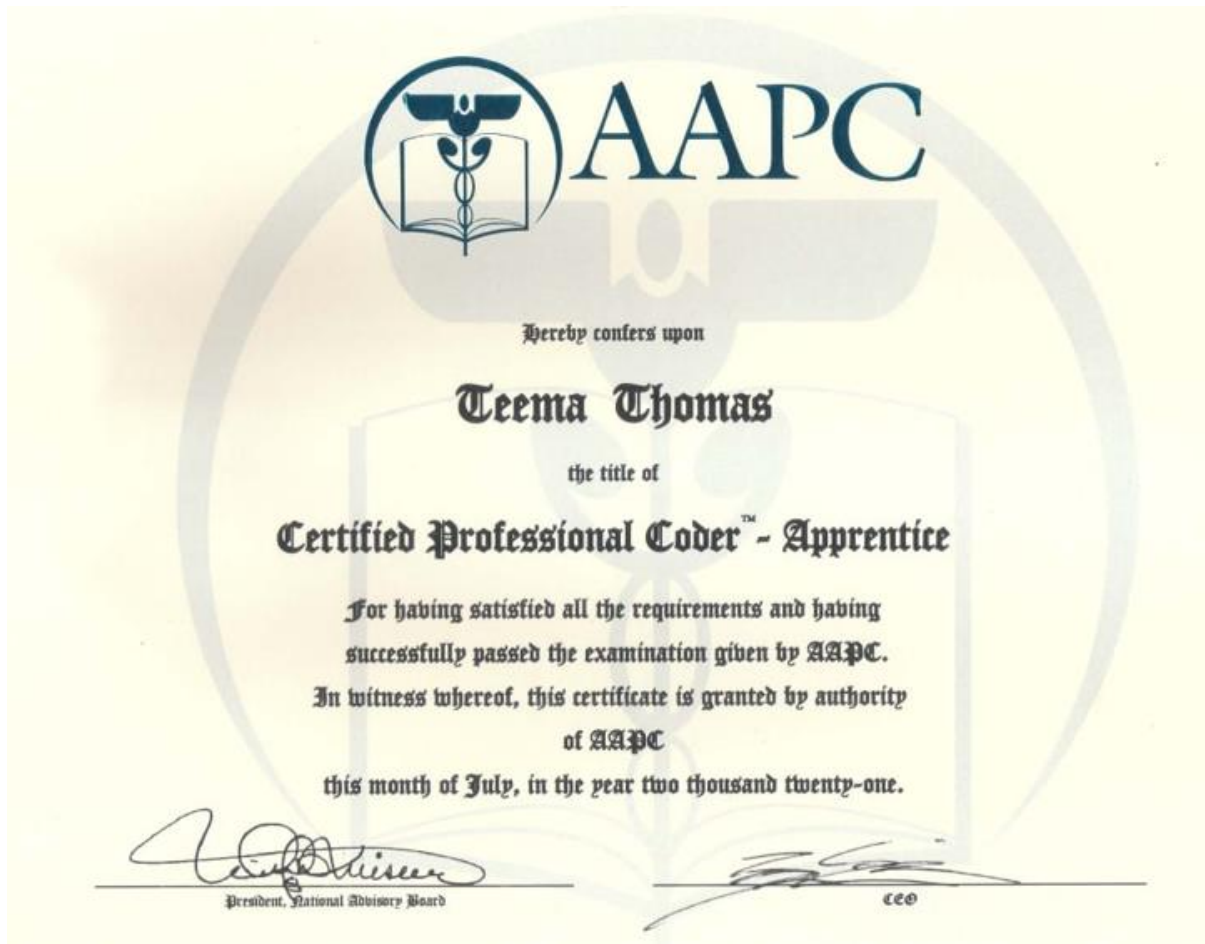 AAPC
Hereby confers upon
Teema Thomas
the title of
Certified Professional Coder™- Apprentice
For having satisfied all the requirements and having
successfully passed the examination given by AAPC.
In witness whereof, this certificate is granted by authority
of AAPC
this month of July, in the year two thousand twenty-one.
President, National Advisory Board
CEO